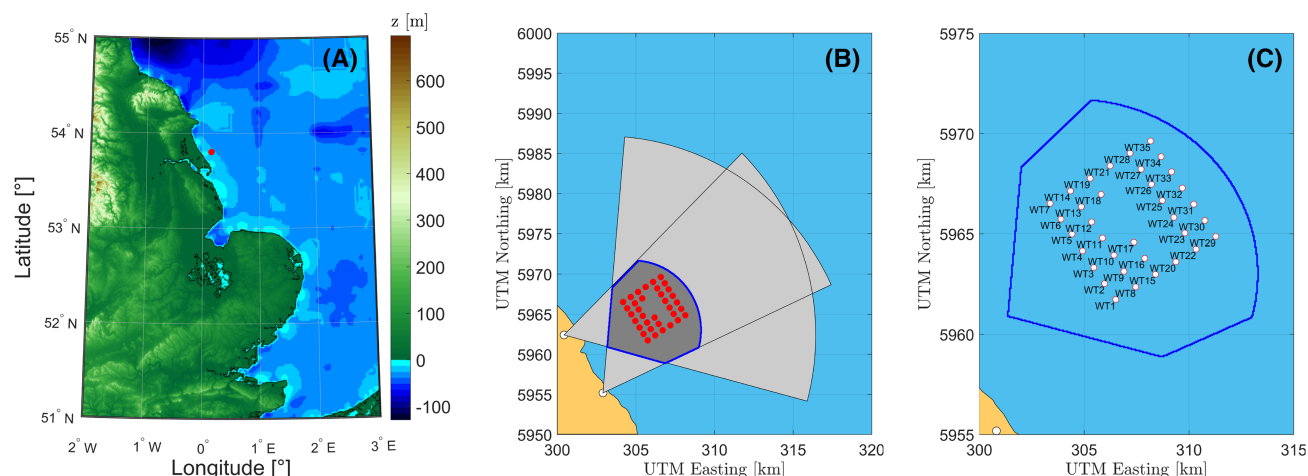 z [m]
(A)
55° N
54° N
53° N
52° N
51° N
Latitude [°]
2° W
1° W
0°
1° E
2° E
3° E
Longitude [°]
600
500
400
300
200
100
0
-100
(B)
6000
5995
5990
5985
5980
5975
5970
5965
5960
5955
5950
UTM Northing [km]
300
305
310
315
320
UTM Easting [km]
(C)
5975
5970
5965
5960
5955
UTM Northing [km]
WT35
WT28
WT34
WT27
WT21
WT33
WT26
WT19
WT32
WT14
WT18
WT25
WT7
WT31
WT13
WT24
WT6
WT12
WT30
WT5
WT23
WT11
WT17
WT29
WT4
WT22
WT10
WT16
WT3
WT20
WT9
WT15
WT2
WT8
WT1
300
305
310
315
UTM Easting [km]